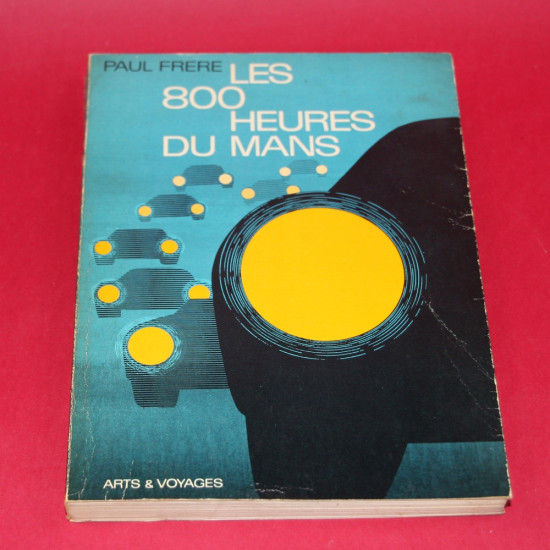 PAUL FRERE
LES
800
HEURES
DU MANS
ARTS & VOYAGES